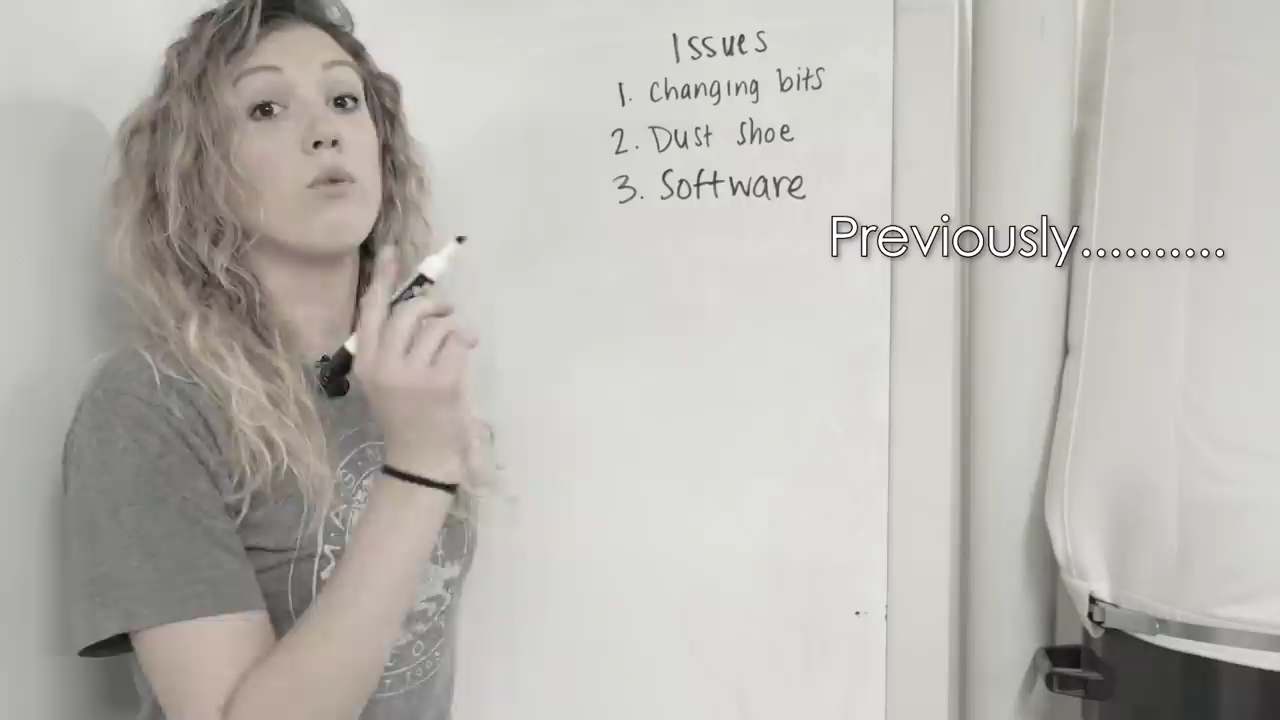 Issues
1. Changing bits
2. Dust shoe
3. Software
Previously..........